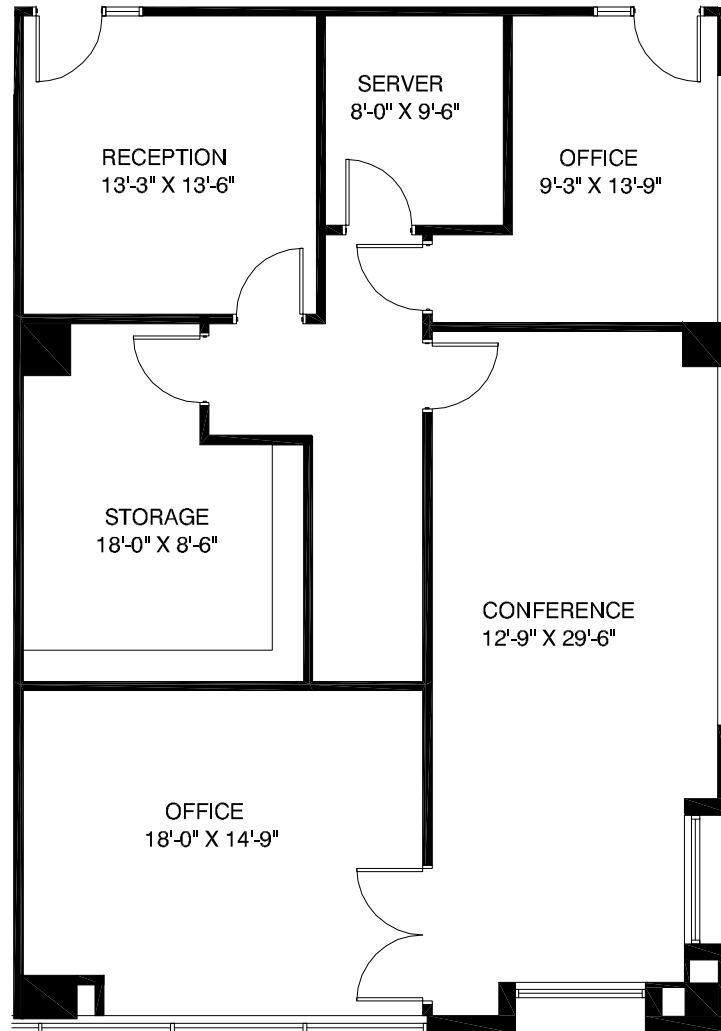 SERVER
8'-0" X 9'-6"
RECEPTION
13'-3" X 13'-6"
OFFICE
9'-3" X 13'-9"
STORAGE
18'-0" X 8'-6"
CONFERENCE
12'-9" X 29'-6"
OFFICE
18'-0" X 14'-9"